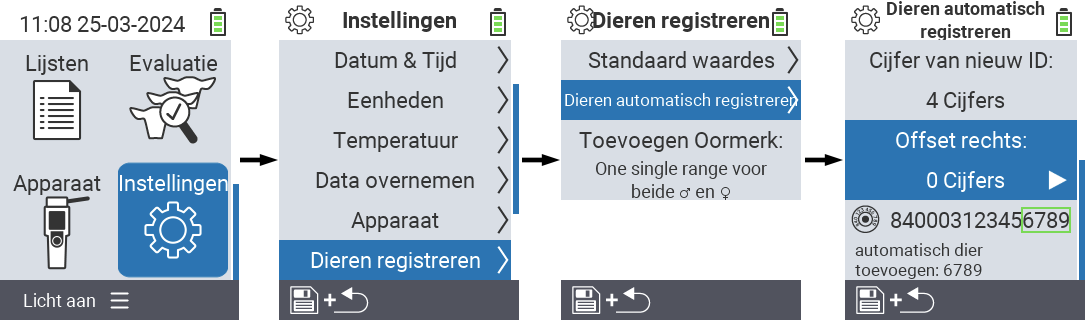 11:08 25-03-2024
Lijsten
Evaluatie
Apparaat
Instellingen
Licht aan
Instellingen
Datum & Tijd
Eenheden
Temperatuur
Data overnemen
Apparaat
Dieren registreren
+
Dieren registreren
Standaard waardes
Dieren automatisch registreren
Toevoegen Oormerk:
One single range voor
beide ♂ en ♀
+
Dieren automatisch
registreren
Cijfer van nieuw ID:
4 Cijfers
Offset rechts:
0 Cijfers
840003123456789
automatisch dier
toevoegen: 6789
+